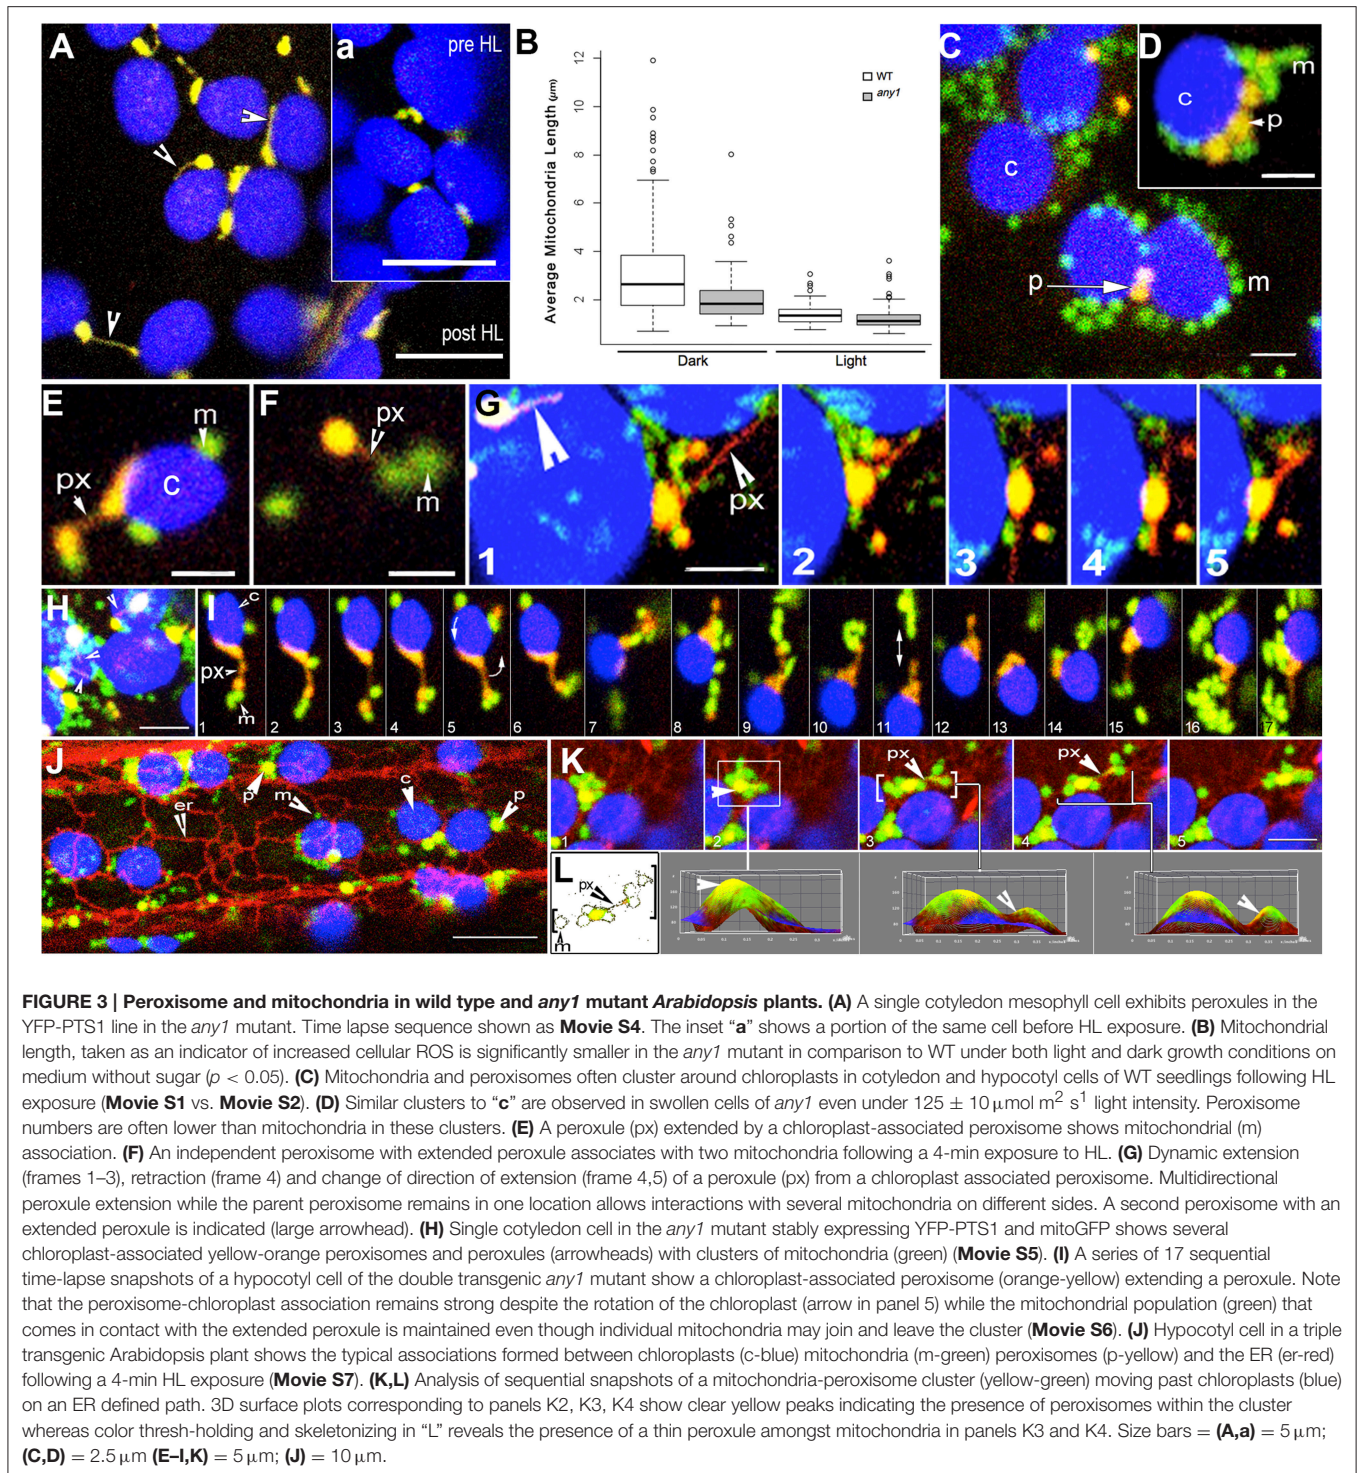 A
a
pre HL
post HL
B
Average Mitochondria Length (μm)
12
10
8
6
4
2
WT
any1
Dark
Light
C
c
p
m
D
c
m
p
E
m
px
c
F
px
m
G
px
1
2
3
4
5
H
I
c
px
m
1
2
3
4
5
6
7
8
9
10
11
12
13
14
15
16
17
J
er
p
m
c
p
K
px
px
1
2
3
4
5
L
px
m
FIGURE 3 | Peroxisome and mitochondria in wild type and any1 mutant Arabidopsis plants. (A) A single cotyledon mesophyll cell exhibits peroxules in the
YFP-PTS1 line in the any1 mutant. Time lapse sequence shown as Movie S4. The inset “a” shows a portion of the same cell before HL exposure. (B) Mitochondrial
length, taken as an indicator of increased cellular ROS is significantly smaller in the any1 mutant in comparison to WT under both light and dark growth conditions on
medium without sugar (p < 0.05). (C) Mitochondria and peroxisomes often cluster around chloroplasts in cotyledon and hypocotyl cells of WT seedlings following HL
exposure (Movie S1 vs. Movie S2). (D) Similar clusters to “c” are observed in swollen cells of any1 even under 125 ± 10 μmol m² s¹ light intensity. Peroxisome
numbers are often lower than mitochondria in these clusters. (E) A peroxule (px) extended by a chloroplast-associated peroxisome shows mitochondrial (m)
association. (F) An independent peroxisome with extended peroxule associates with two mitochondria following a 4-min exposure to HL. (G) Dynamic extension
(frames 1–3), retraction (frame 4) and change of direction of extension (frame 4,5) of a peroxule (px) from a chloroplast associated peroxisome. Multidirectional
peroxule extension while the parent peroxisome remains in one location allows interactions with several mitochondria on different sides. A second peroxisome with an
extended peroxule is indicated (large arrowhead). (H) Single cotyledon cell in the any1 mutant stably expressing YFP-PTS1 and mitoGFP shows several
chloroplast-associated yellow-orange peroxisomes and peroxules (arrowheads) with clusters of mitochondria (green) (Movie S5). (I) A series of 17 sequential
time-lapse snapshots of a hypocotyl cell of the double transgenic any1 mutant show a chloroplast-associated peroxisome (orange-yellow) extending a peroxule. Note
that the peroxisome-chloroplast association remains strong despite the rotation of the chloroplast (arrow in panel 5) while the mitochondrial population (green) that
comes in contact with the extended peroxule is maintained even though individual mitochondria may join and leave the cluster (Movie S6). (J) Hypocotyl cell in a triple
transgenic Arabidopsis plant shows the typical associations formed between chloroplasts (c-blue) mitochondria (m-green) peroxisomes (p-yellow) and the ER (er-red)
following a 4-min HL exposure (Movie S7). (K,L) Analysis of sequential snapshots of a mitochondria-peroxisome cluster (yellow-green) moving past chloroplasts (blue)
on an ER defined path. 3D surface plots corresponding to panels K2, K3, K4 show clear yellow peaks indicating the presence of peroxisomes within the cluster
whereas color thresh-holding and skeletonizing in “L” reveals the presence of a thin peroxule amongst mitochondria in panels K3 and K4. Size bars = (A,a) = 5 μm;
(C,D) = 2.5 μm (E–I,K) = 5 μm; (J) = 10 μm.